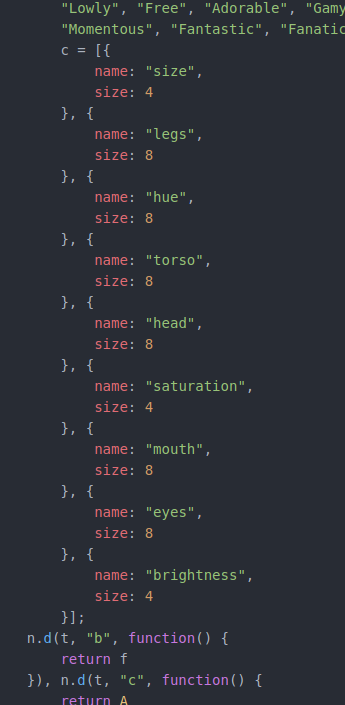 "Lowly", "Free", "Adorable", "Gamy
"Momentous", "Fantastic", "Fanatic
c = [{
name: "size",
size: 4
}, {
name: "legs",
size: 8
}, {
name: "hue",
size: 8
}, {
name: "torso",
size: 8
}, {
name: "head",
size: 8
}, {
name: "saturation",
size: 4
}, {
name: "mouth",
size: 8
}, {
name: "eyes",
size: 8
}, {
name: "brightness",
size: 4
}];
n.d(t, "b", function() {
return f
}), n.d(t, "c", function() {
return A